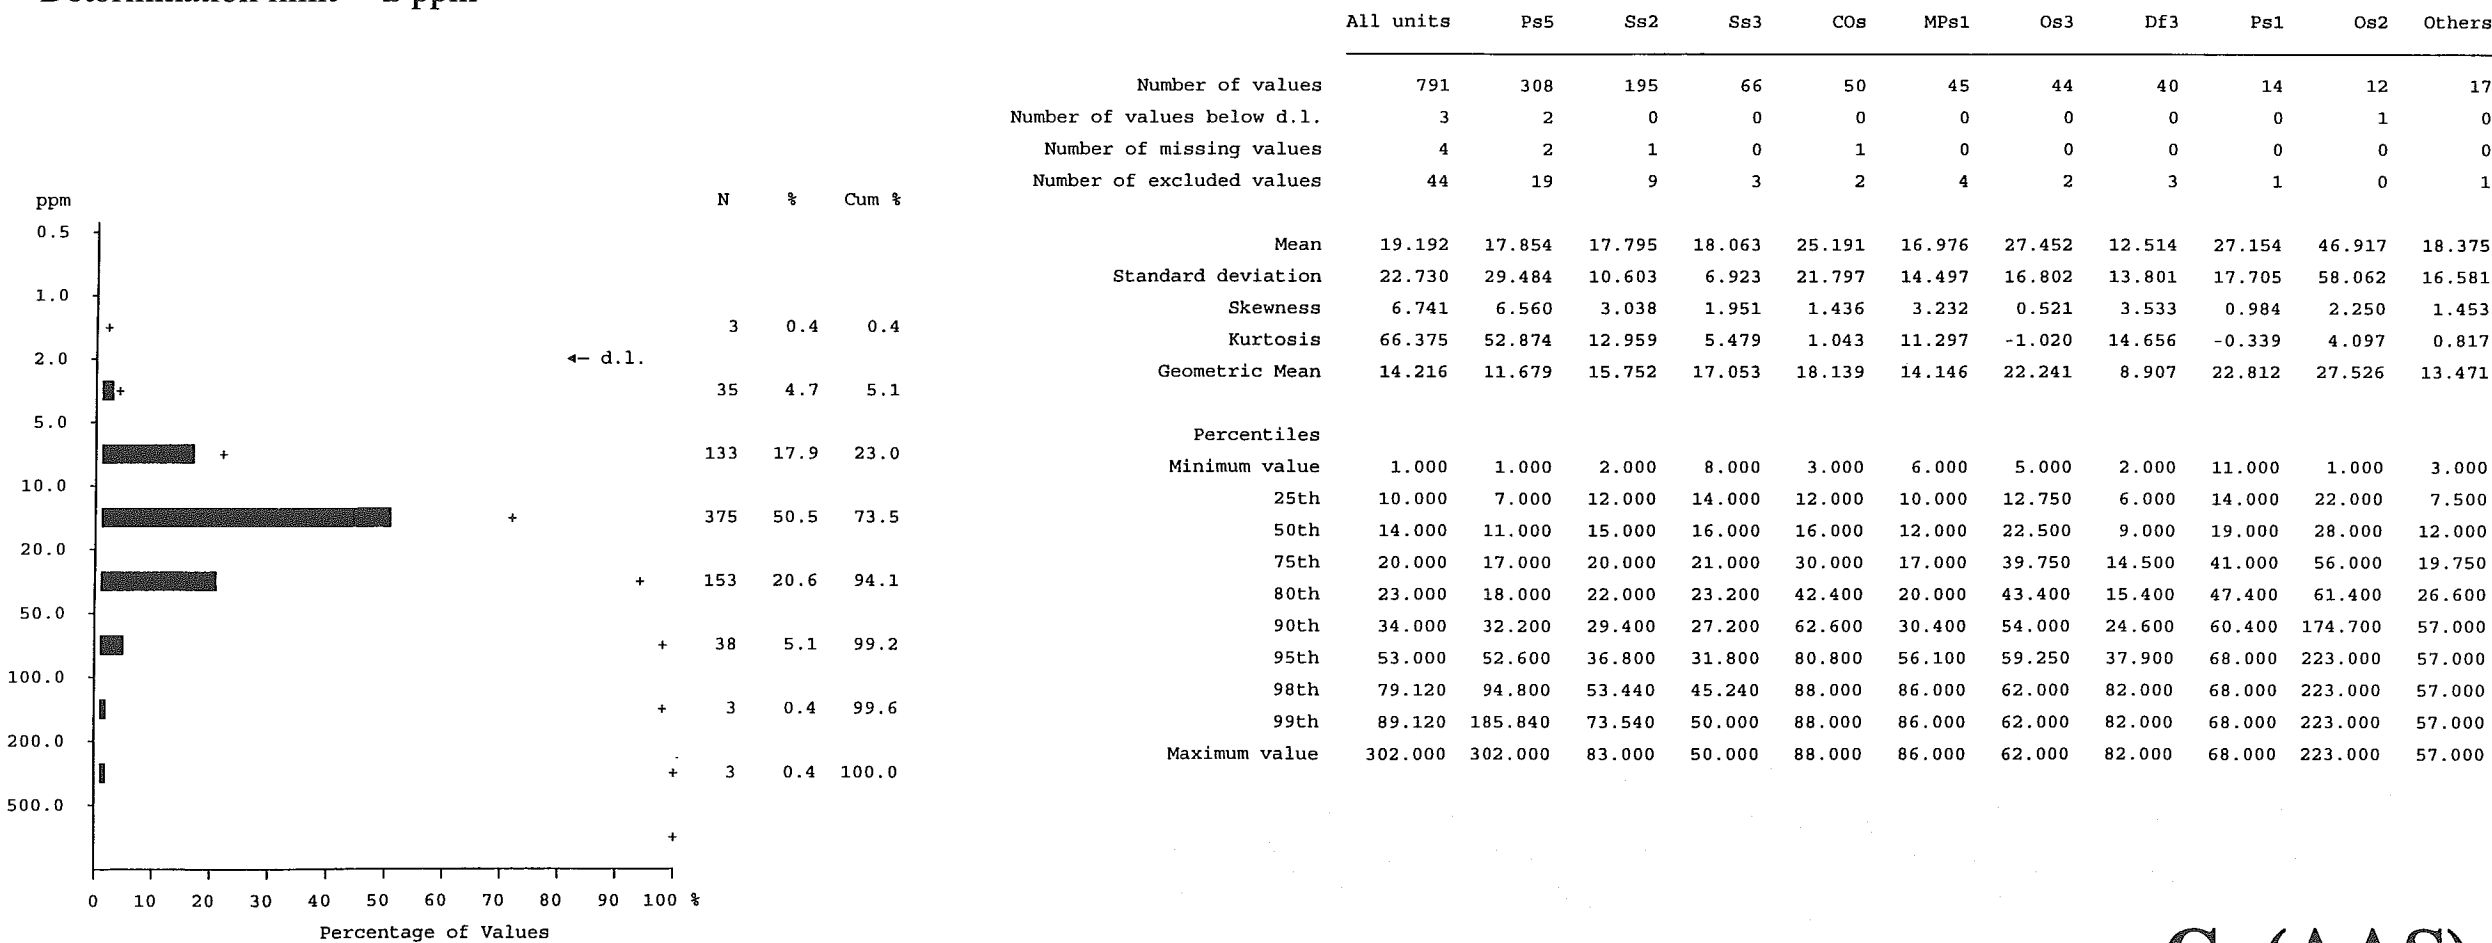 All units Ps5 Ss2 Ss3 COs MPs1 Os3 Df3 Ps1 Os2 Others
Number of values 791 308 195 66 50 45 44 40 14 12 17
Number of values below d.l. 3 2 0 0 0 0 0 0 0 1 0
Number of missing values 4 2 1 0 1 0 0 0 0 0 0
Number of excluded values 44 19 9 3 2 4 2 3 1 0 1
Mean 19.192 17.854 17.795 18.063 25.191 16.976 27.452 12.514 27.154 46.917 18.375
Standard deviation 22.730 29.484 10.603 6.923 21.797 14.497 16.802 13.801 17.705 58.062 16.581
Skewness 6.741 6.560 3.038 1.951 1.436 3.232 0.521 3.533 0.984 2.250 1.453
Kurtosis 66.375 52.874 12.959 5.479 1.043 11.297 -1.020 14.656 -0.339 4.097 0.817
Geometric Mean 14.216 11.679 15.752 17.053 18.139 14.146 22.241 8.907 22.812 27.526 13.471
Percentiles
Minimum value 1.000 1.000 2.000 8.000 3.000 6.000 5.000 2.000 11.000 1.000 3.000
25th 10.000 7.000 12.000 14.000 12.000 10.000 12.750 6.000 14.000 22.000 7.500
50th 14.000 11.000 15.000 16.000 16.000 12.000 22.500 9.000 19.000 28.000 12.000
75th 20.000 17.000 20.000 21.000 30.000 17.000 39.750 14.500 41.000 56.000 19.750
80th 23.000 18.000 22.000 23.200 42.400 20.000 43.400 15.400 47.400 61.400 26.600
90th 34.000 32.200 29.400 27.200 62.600 30.400 54.000 24.600 60.400 174.700 57.000
95th 53.000 52.600 36.800 31.800 80.800 56.100 59.250 37.900 68.000 223.000 57.000
98th 79.120 94.800 53.440 45.240 88.000 86.000 62.000 82.000 68.000 223.000 57.000
99th 89.120 185.840 73.540 50.000 88.000 86.000 62.000 82.000 68.000 223.000 57.000
Maximum value 302.000 302.000 83.000 50.000 88.000 86.000 62.000 82.000 68.000 223.000 57.000
ppm N % Cum %
0.5
1.0
+ 3 0.4 0.4
2.0 d.l.
+ 35 4.7 5.1
5.0
+ 133 17.9 23.0
10.0
+ 375 50.5 73.5
20.0
+ 153 20.6 94.1
50.0
+ 38 5.1 99.2
100.0
+ 3 0.4 99.6
200.0
+ 3 0.4 100.0
500.0
+
0 10 20 30 40 50 60 70 80 90 100 %
Percentage of Values